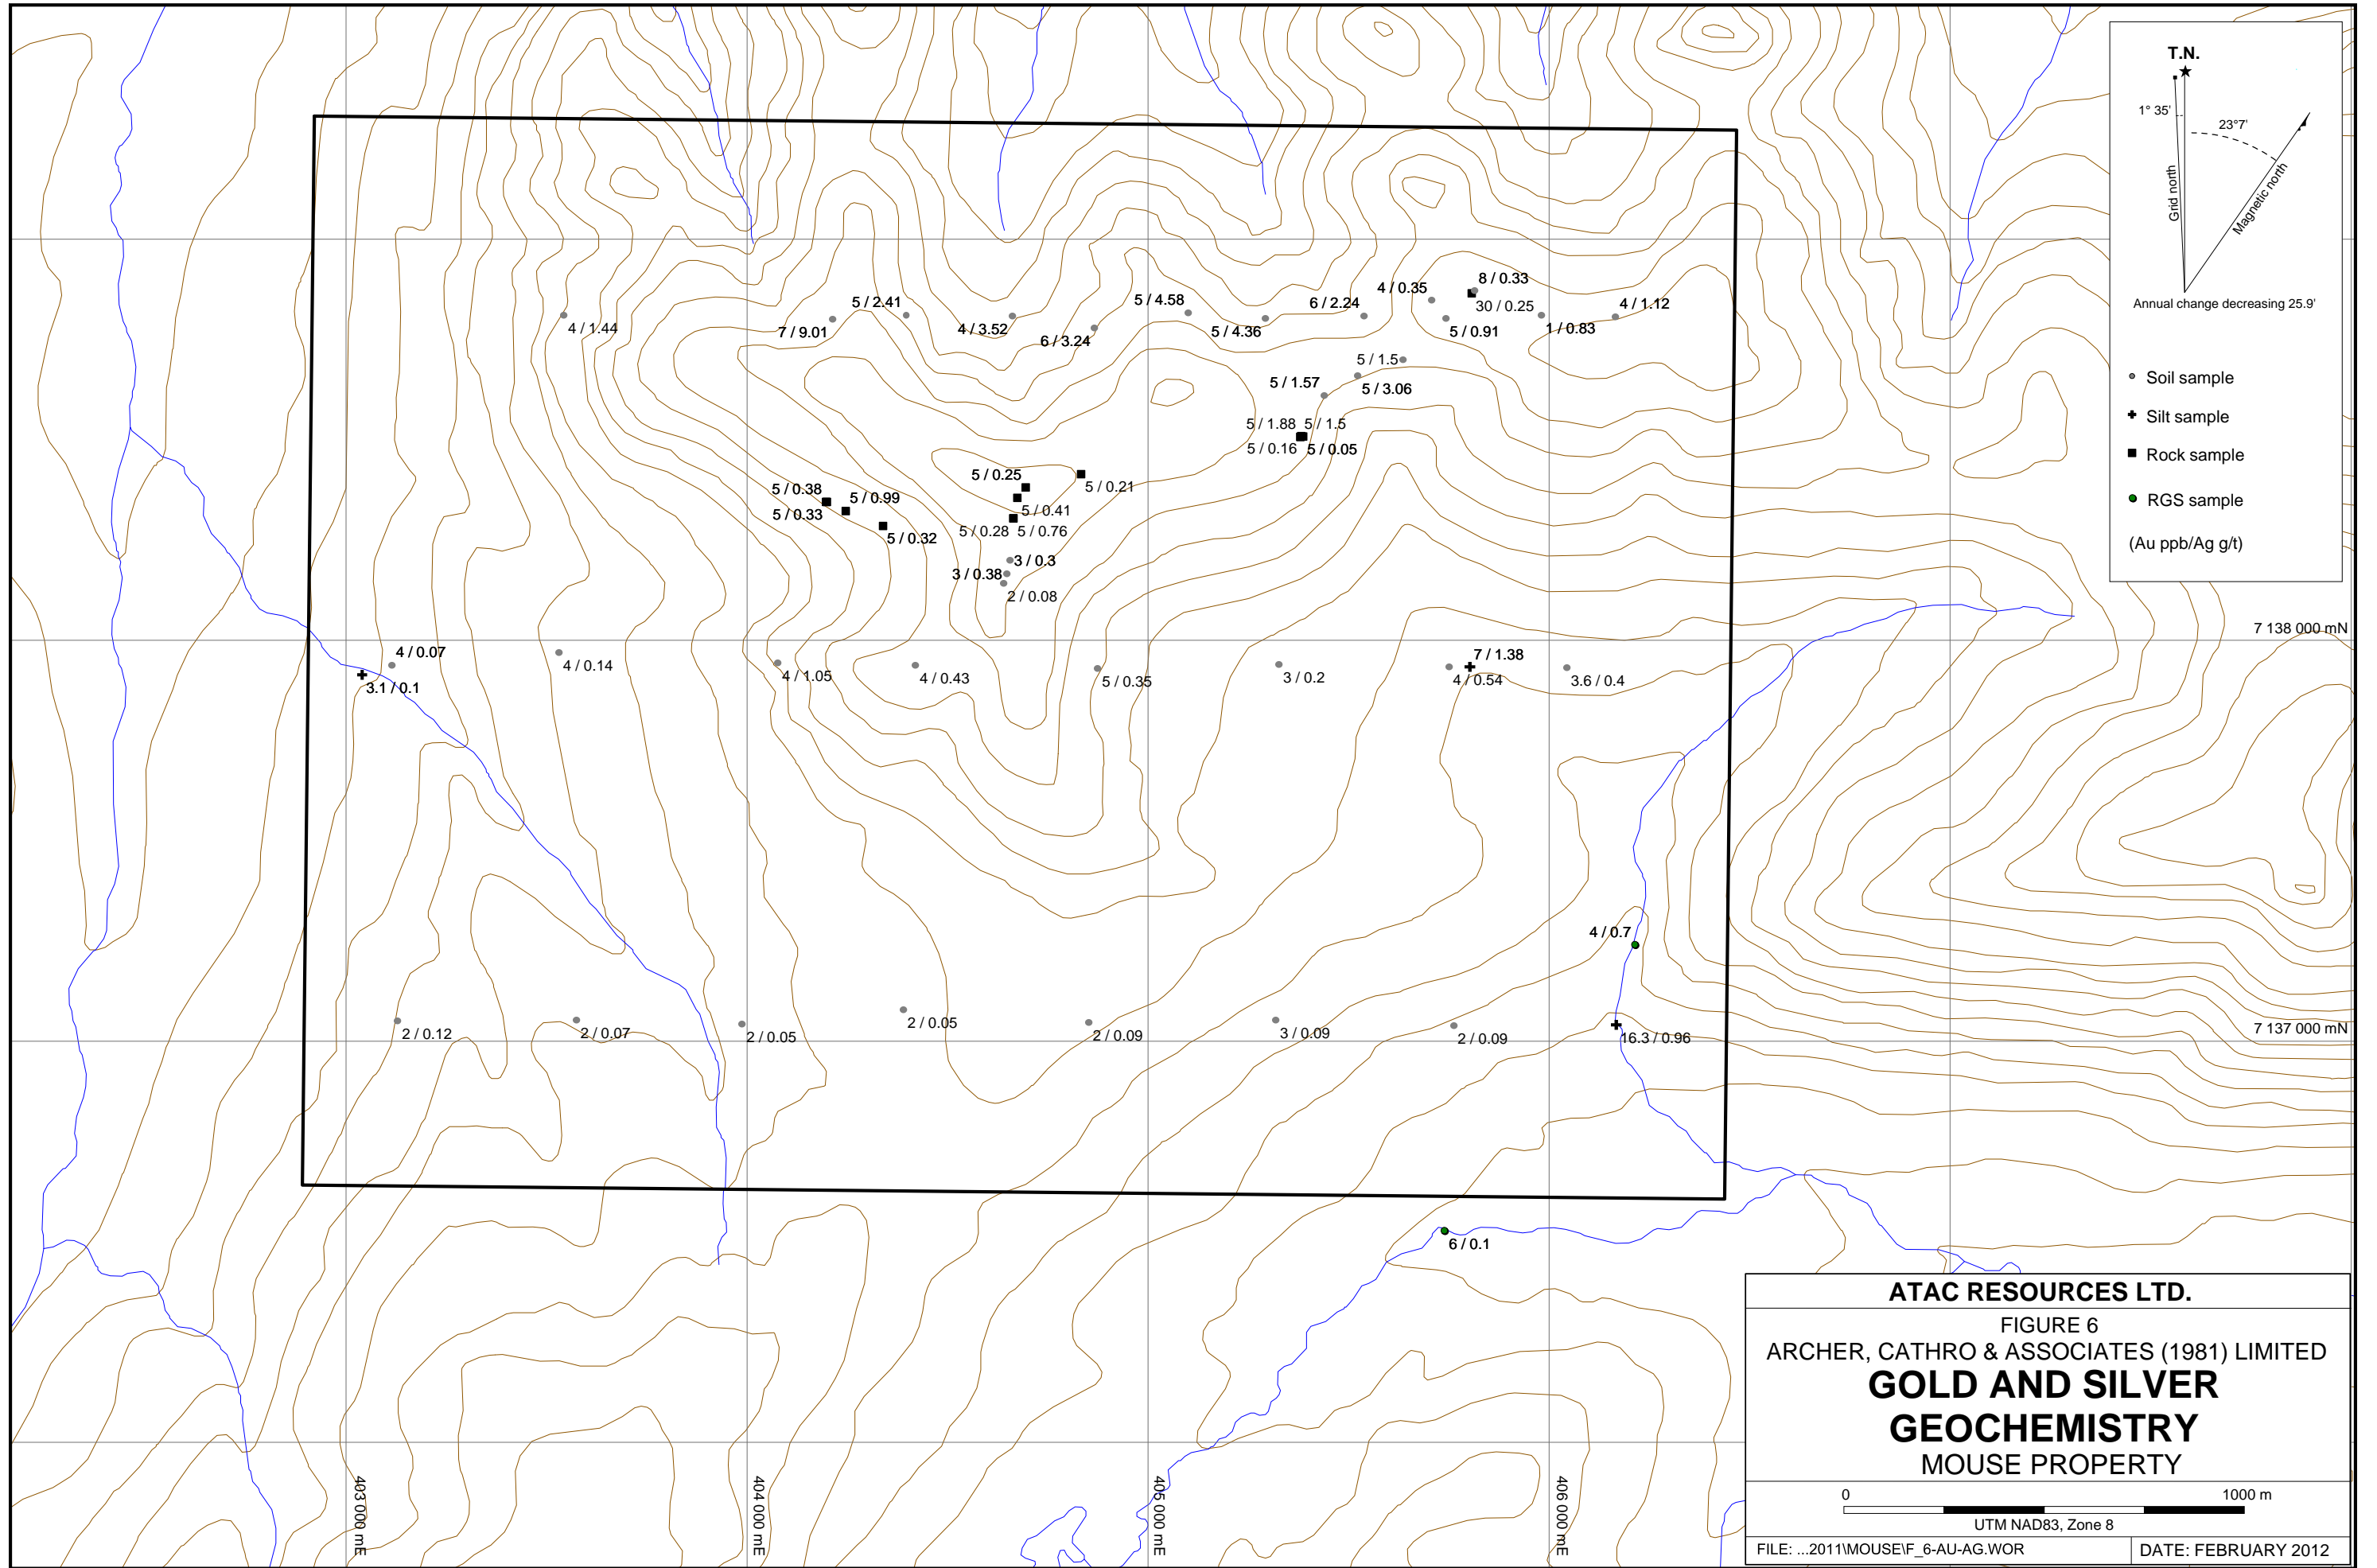 T.N.
1° 35'
23°7'
Grid north
Magnetic north
Annual change decreasing 25.9'
Soil sample
Silt sample
Rock sample
RGS sample
(Au ppb/Ag g/t)
8 / 0.33
4 / 0.35
30 / 0.25
5 / 2.41
5 / 4.58
6 / 2.24
4 / 1.12
4 / 1.44
7 / 9.01
4 / 3.52
6 / 3.24
5 / 4.36
5 / 0.91
1 / 0.83
5 / 1.5
5 / 1.57
5 / 3.06
5 / 1.88
5 / 1.5
5 / 0.16
5 / 0.05
5 / 0.25
5 / 0.21
5 / 0.38
5 / 0.99
5 / 0.33
5 / 0.41
5 / 0.32
5 / 0.28
5 / 0.76
3 / 0.3
3 / 0.38
2 / 0.08
7 138 000 mN
4 / 0.07
4 / 0.14
3.1 / 0.1
4 / 1.05
4 / 0.43
5 / 0.35
3 / 0.2
7 / 1.38
4 / 0.54
3.6 / 0.4
4 / 0.7
2 / 0.12
2 / 0.07
2 / 0.05
2 / 0.05
2 / 0.09
3 / 0.09
2 / 0.09
16.3 / 0.96
7 137 000 mN
6 / 0.1
403 000 mE
404 000 mE
405 000 mE
406 000 mE
ATAC RESOURCES LTD.
FIGURE 6
ARCHER, CATHRO & ASSOCIATES (1981) LIMITED
GOLD AND SILVER
GEOCHEMISTRY
MOUSE PROPERTY
0 1000 m
UTM NAD83, Zone 8
FILE: ...2011\MOUSE\F_6-AU-AG.WOR
DATE: FEBRUARY 2012